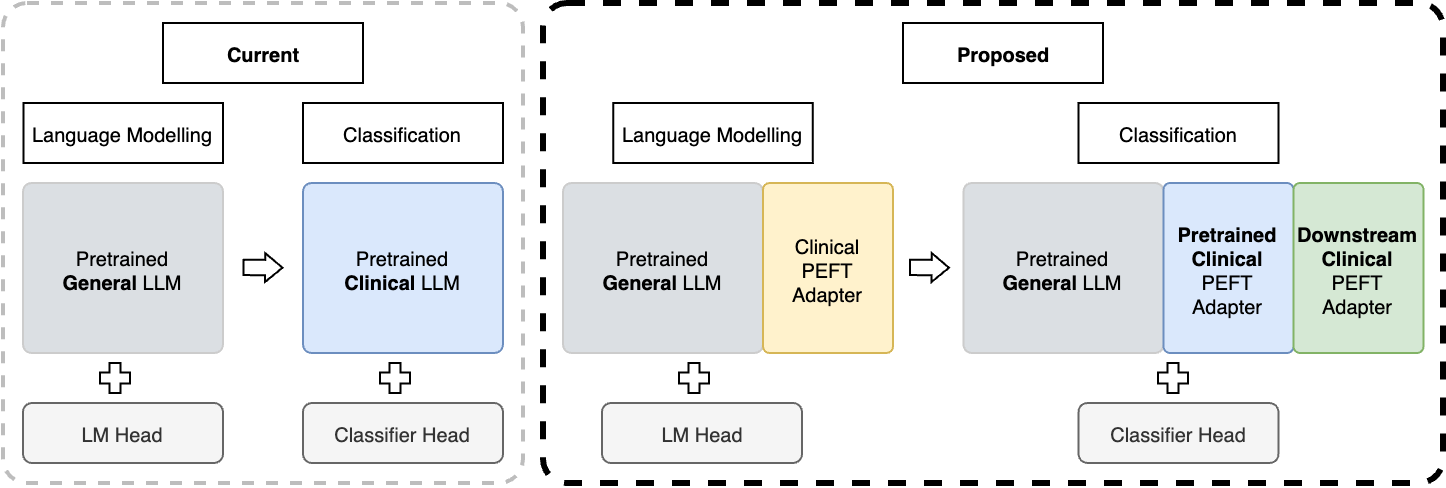 Current
Language Modelling
Classification
Pretrained
General LLM
Pretrained
Clinical LLM
LM Head
Classifier Head
Proposed
Language Modelling
Classification
Pretrained
General LLM
Clinical
PEFT
Adapter
Pretrained
General LLM
Pretrained
Clinical
PEFT
Adapter
Downstream
Clinical
PEFT
Adapter
LM Head
Classifier Head